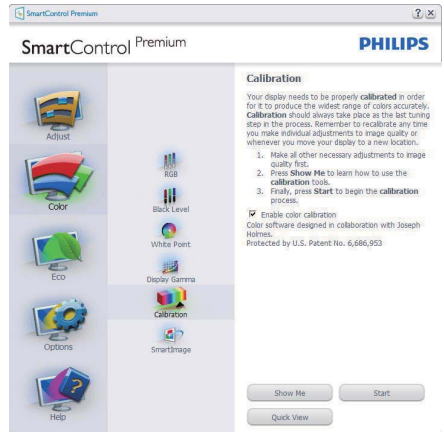 SmartControl Premium
SmartControl Premium
PHILIPS
Adjust
Color
Eco
Options
Help
RGB
Black Level
White Point
Display Gamma
Calibration
SmartImage
Calibration
Your display needs to be properly calibrated in order
for it to produce the widest range of colors accurately.
Calibration should always take place as the last tuning
step in the process. Remember to recalibrate any time
you make individual adjustments to image quality or
whenever you move your display to a new location.
1. Make all other necessary adjustments to image
quality first.
2. Press Show Me to learn how to use the
calibration tools.
3. Finally, press Start to begin the calibration
process.
Enable color calibration
Color software designed in collaboration with Joseph
Holmes.
Protected by U.S. Patent No. 6,686,953
Show Me
Start
Quick View